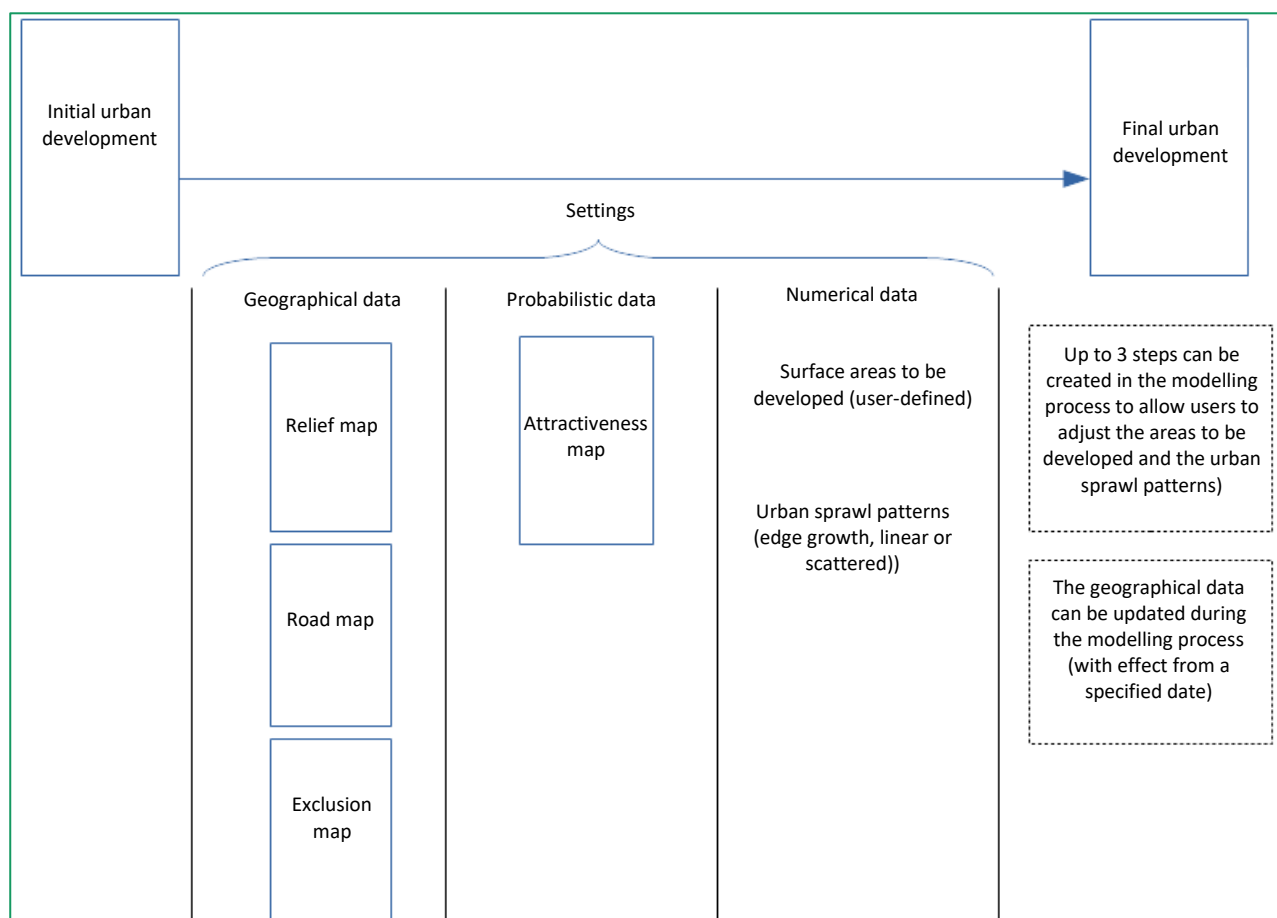 Initial urban
development
Final urban
development
Settings
Geographical data
Probabilistic data
Numerical data
Relief map
Road map
Exclusion
map
Attractiveness
map
Surface areas to be
developed (user-defined)
Urban sprawl patterns
(edge growth, linear or
scattered))
Up to 3 steps can be
created in the modelling
process to allow users to
adjust the areas to be
developed and the urban
sprawl patterns)
The geographical data
can be updated during
the modelling process
(with effect from a
specified date)